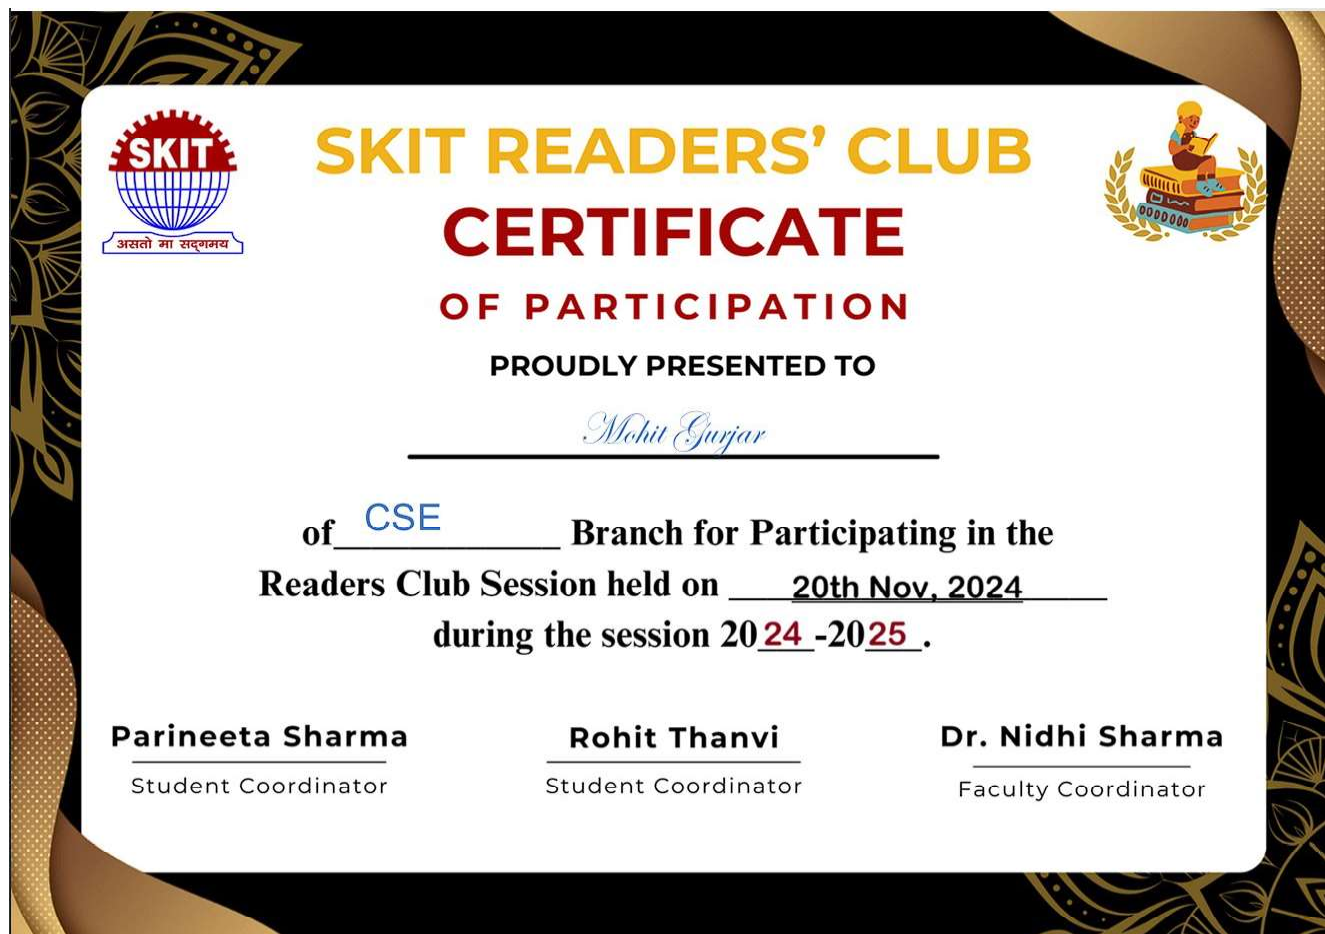 SKIT
असतो मा सद्गमय
SKIT READERS’ CLUB
CERTIFICATE
OF PARTICIPATION
PROUDLY PRESENTED TO
Mohit Gurjar
of CSE Branch for Participating in the
Readers Club Session held on 20th Nov, 2024
during the session 2024-2025.
Parineeta Sharma
Student Coordinator
Rohit Thanvi
Student Coordinator
Dr. Nidhi Sharma
Faculty Coordinator